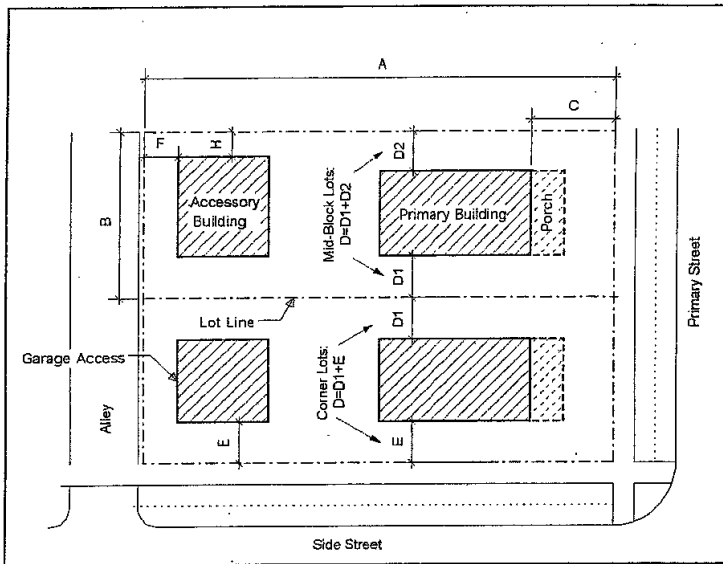 A
C
F
H
D2
Mid-Block Lots:
D=D1+D2
B
Accessory
Building
Primary Building
Porch
D1
Primary Street
Lot Line
D1
Garage Access
Corner Lots:
D=D1+E
Alley
E
E
Side Street